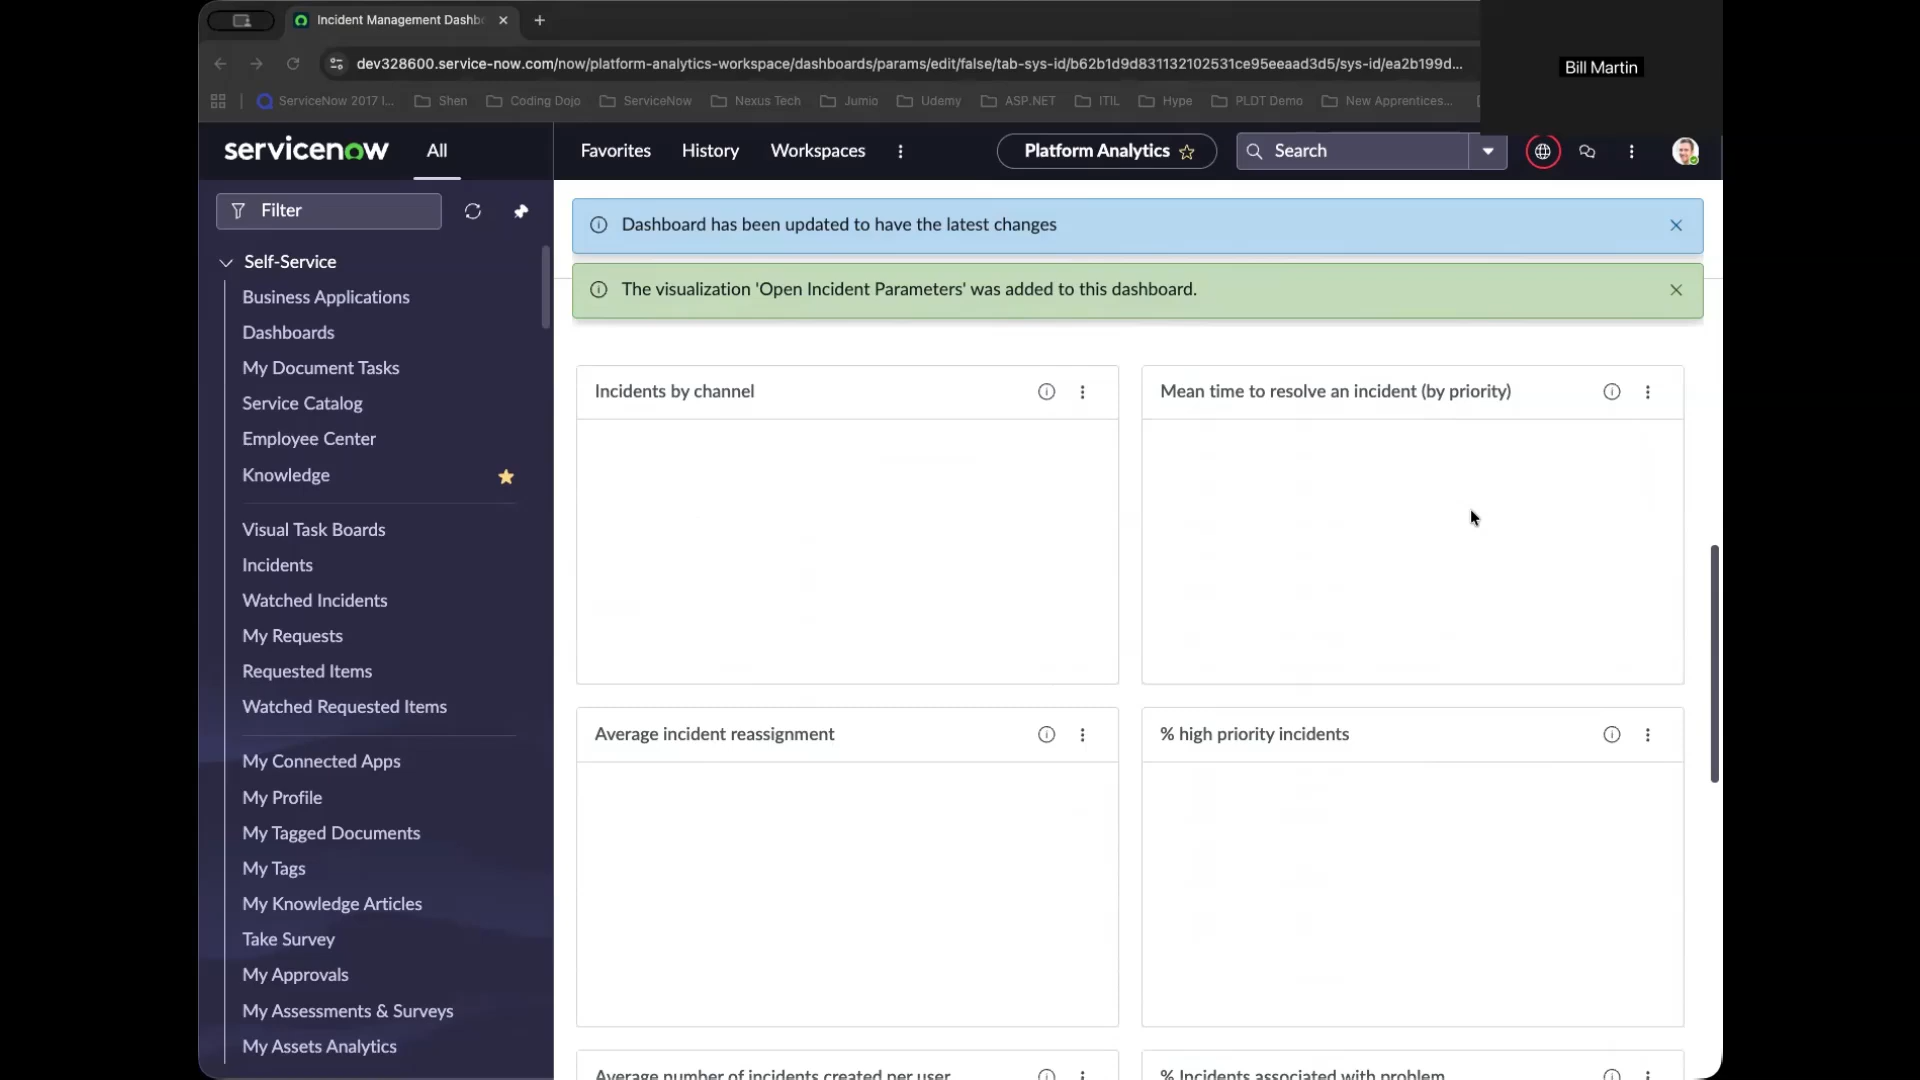 Incident Management Dashb
dev328600.service-now.com/now/platform-analytics-workspace/dashboards/params/edit/false/tab-sys-id/b62b1d9d831132102531ce95eeaad3d5/sys-id/ea2b199d...
Bill Martin
ServiceNow 2017 I... Shen Coding Dojo ServiceNow Nexus Tech Jumio Udemy ASP.NET ITIL Hype PLDT Demo New Apprentices...
servicenow All Favorites History Workspaces Platform Analytics Search
Filter
Self-Service
Business Applications
Dashboards
My Document Tasks
Service Catalog
Employee Center
Knowledge
Visual Task Boards
Incidents
Watched Incidents
My Requests
Requested Items
Watched Requested Items
My Connected Apps
My Profile
My Tagged Documents
My Tags
My Knowledge Articles
Take Survey
My Approvals
My Assessments & Surveys
My Assets Analytics
Dashboard has been updated to have the latest changes
The visualization 'Open Incident Parameters' was added to this dashboard.
Incidents by channel
Mean time to resolve an incident (by priority)
Average incident reassignment
% high priority incidents
Average number of incidents created per user
% Incidents associated with problem